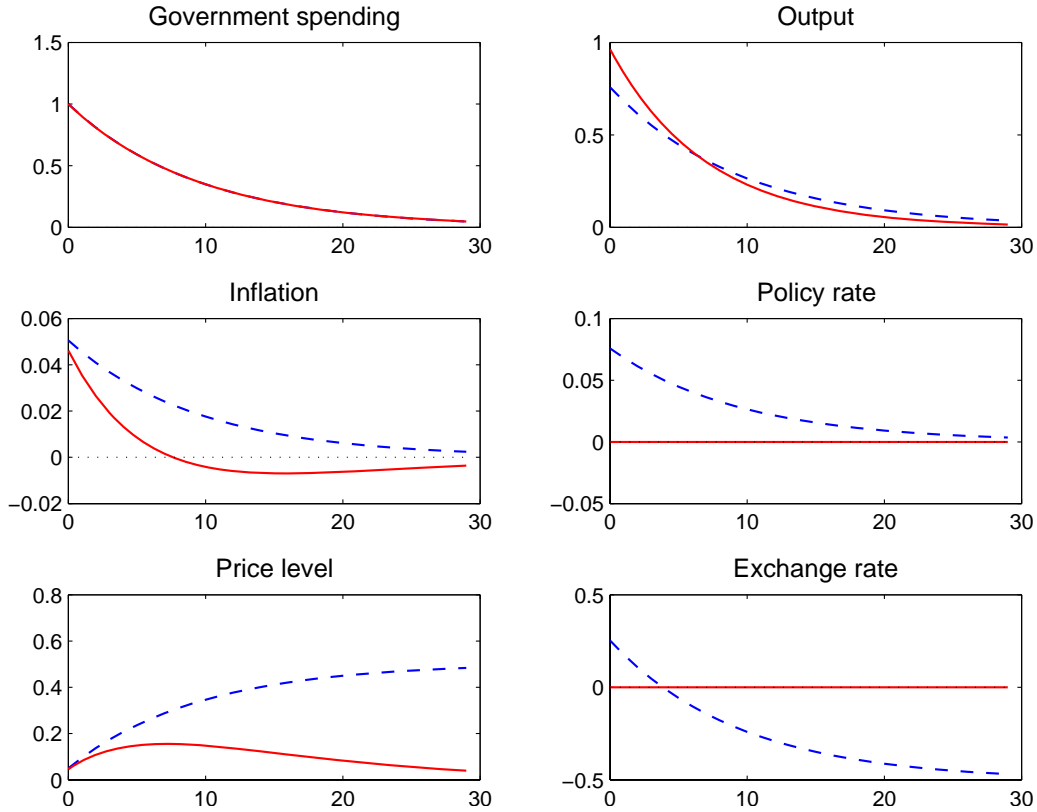 Government spending
1.5
1
0.5
0
0 10 20 30
Output
1
0.5
0
0 10 20 30
Inflation
0.06
0.04
0.02
0
−0.02
0 10 20 30
Policy rate
0.1
0.05
0
−0.05
0 10 20 30
Price level
0.8
0.6
0.4
0.2
0
0 10 20 30
Exchange rate
0.5
0
−0.5
0 10 20 30